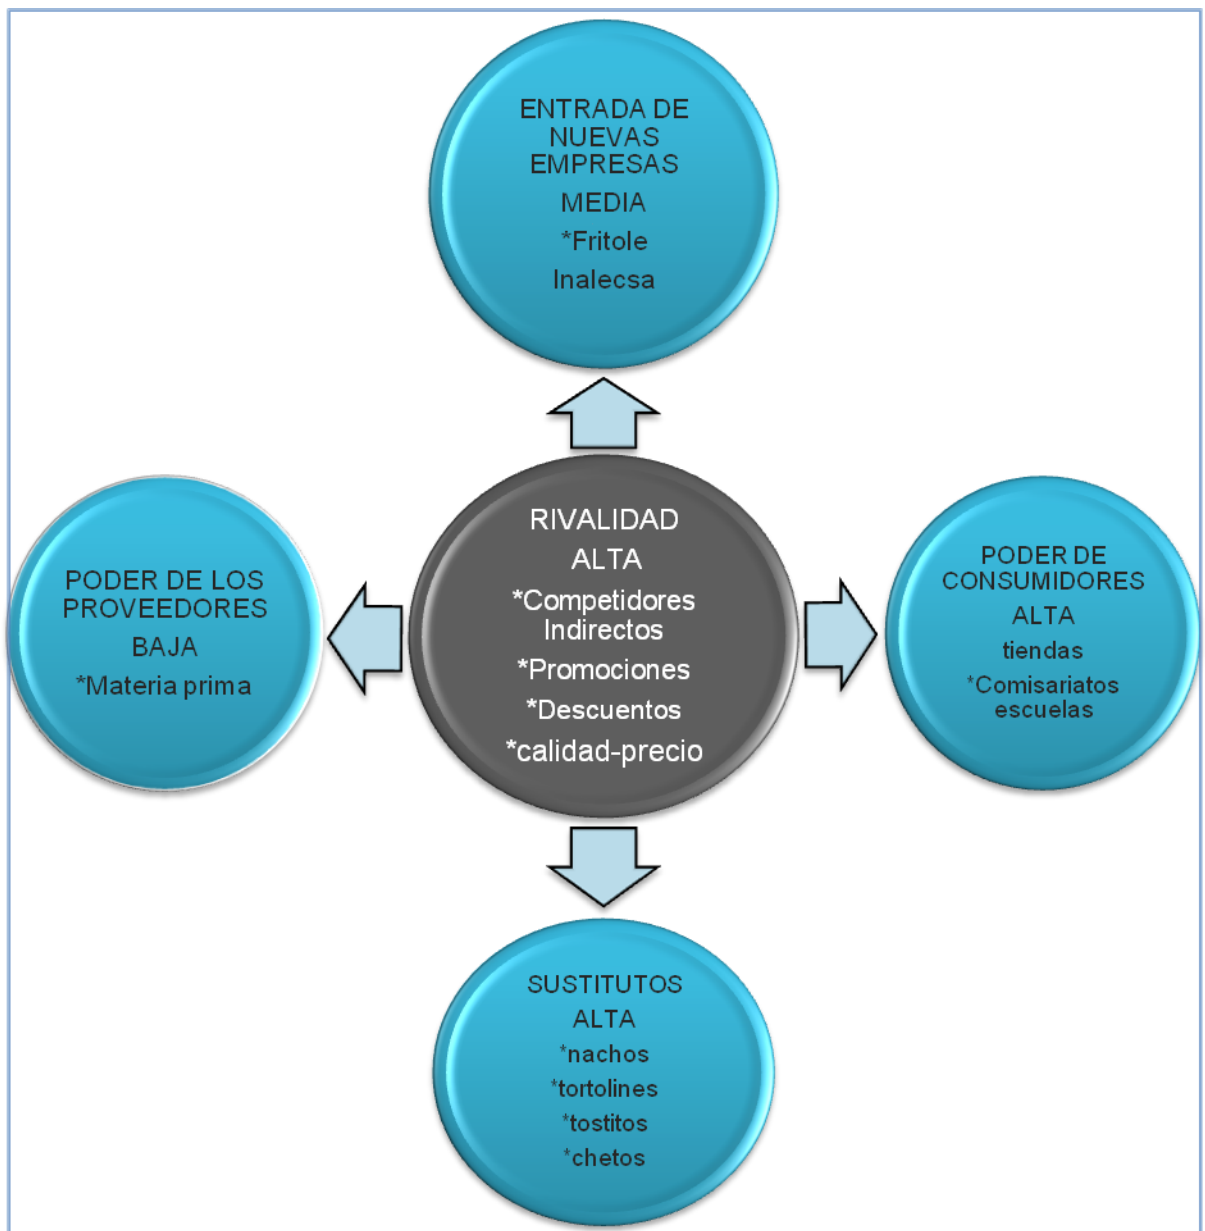 ENTRADA DE
NUEVAS
EMPRESAS
MEDIA
*Fritole
Inalecsa
PODER DE LOS
PROVEEDORES
BAJA
*Materia prima
RIVALIDAD
ALTA
*Competidores
Indirectos
*Promociones
*Descuentos
*calidad-precio
PODER DE
CONSUMIDORES
ALTA
tiendas
*Comisariatos
escuelas
SUSTITUTOS
ALTA
*nachos
*tortolines
*tostitos
*chetos